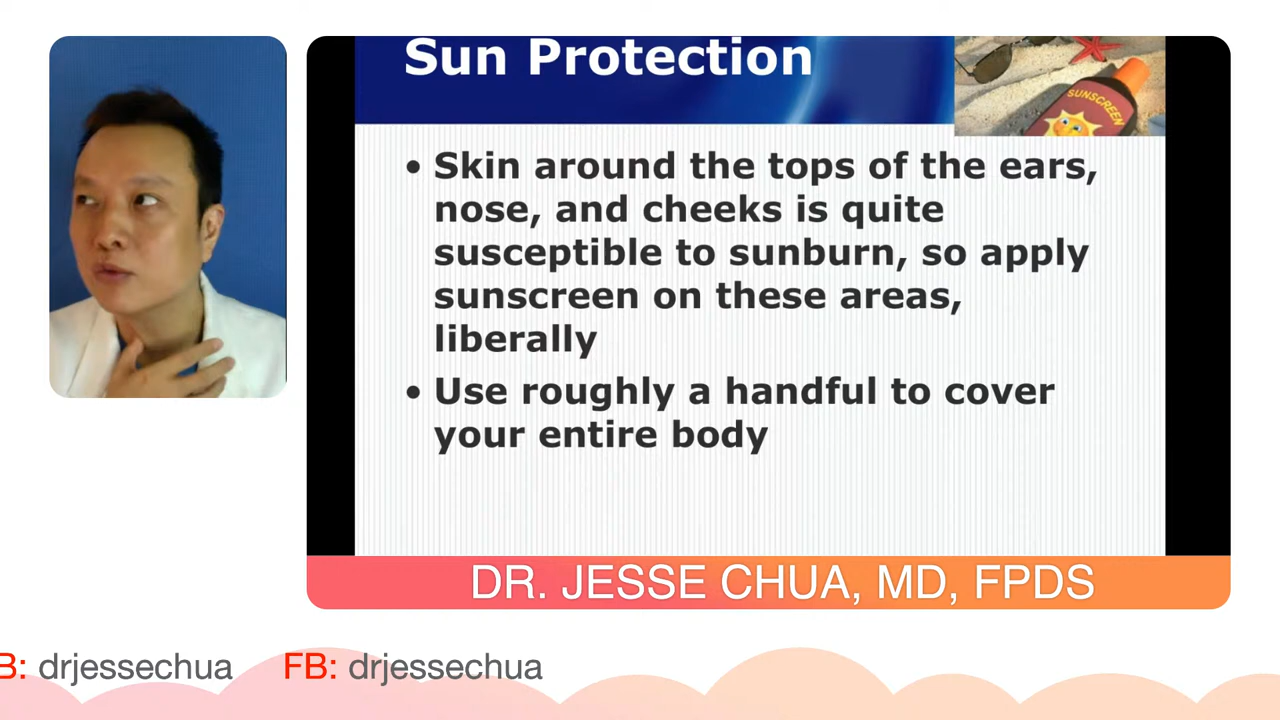 Sun Protection
SUNSCREEN
• Skin around the tops of the ears,
nose, and cheeks is quite
susceptible to sunburn, so apply
sunscreen on these areas,
liberally
• Use roughly a handful to cover
your entire body
DR. JESSE CHUA, MD, FPDS
B: drjessechua FB: drjessechua